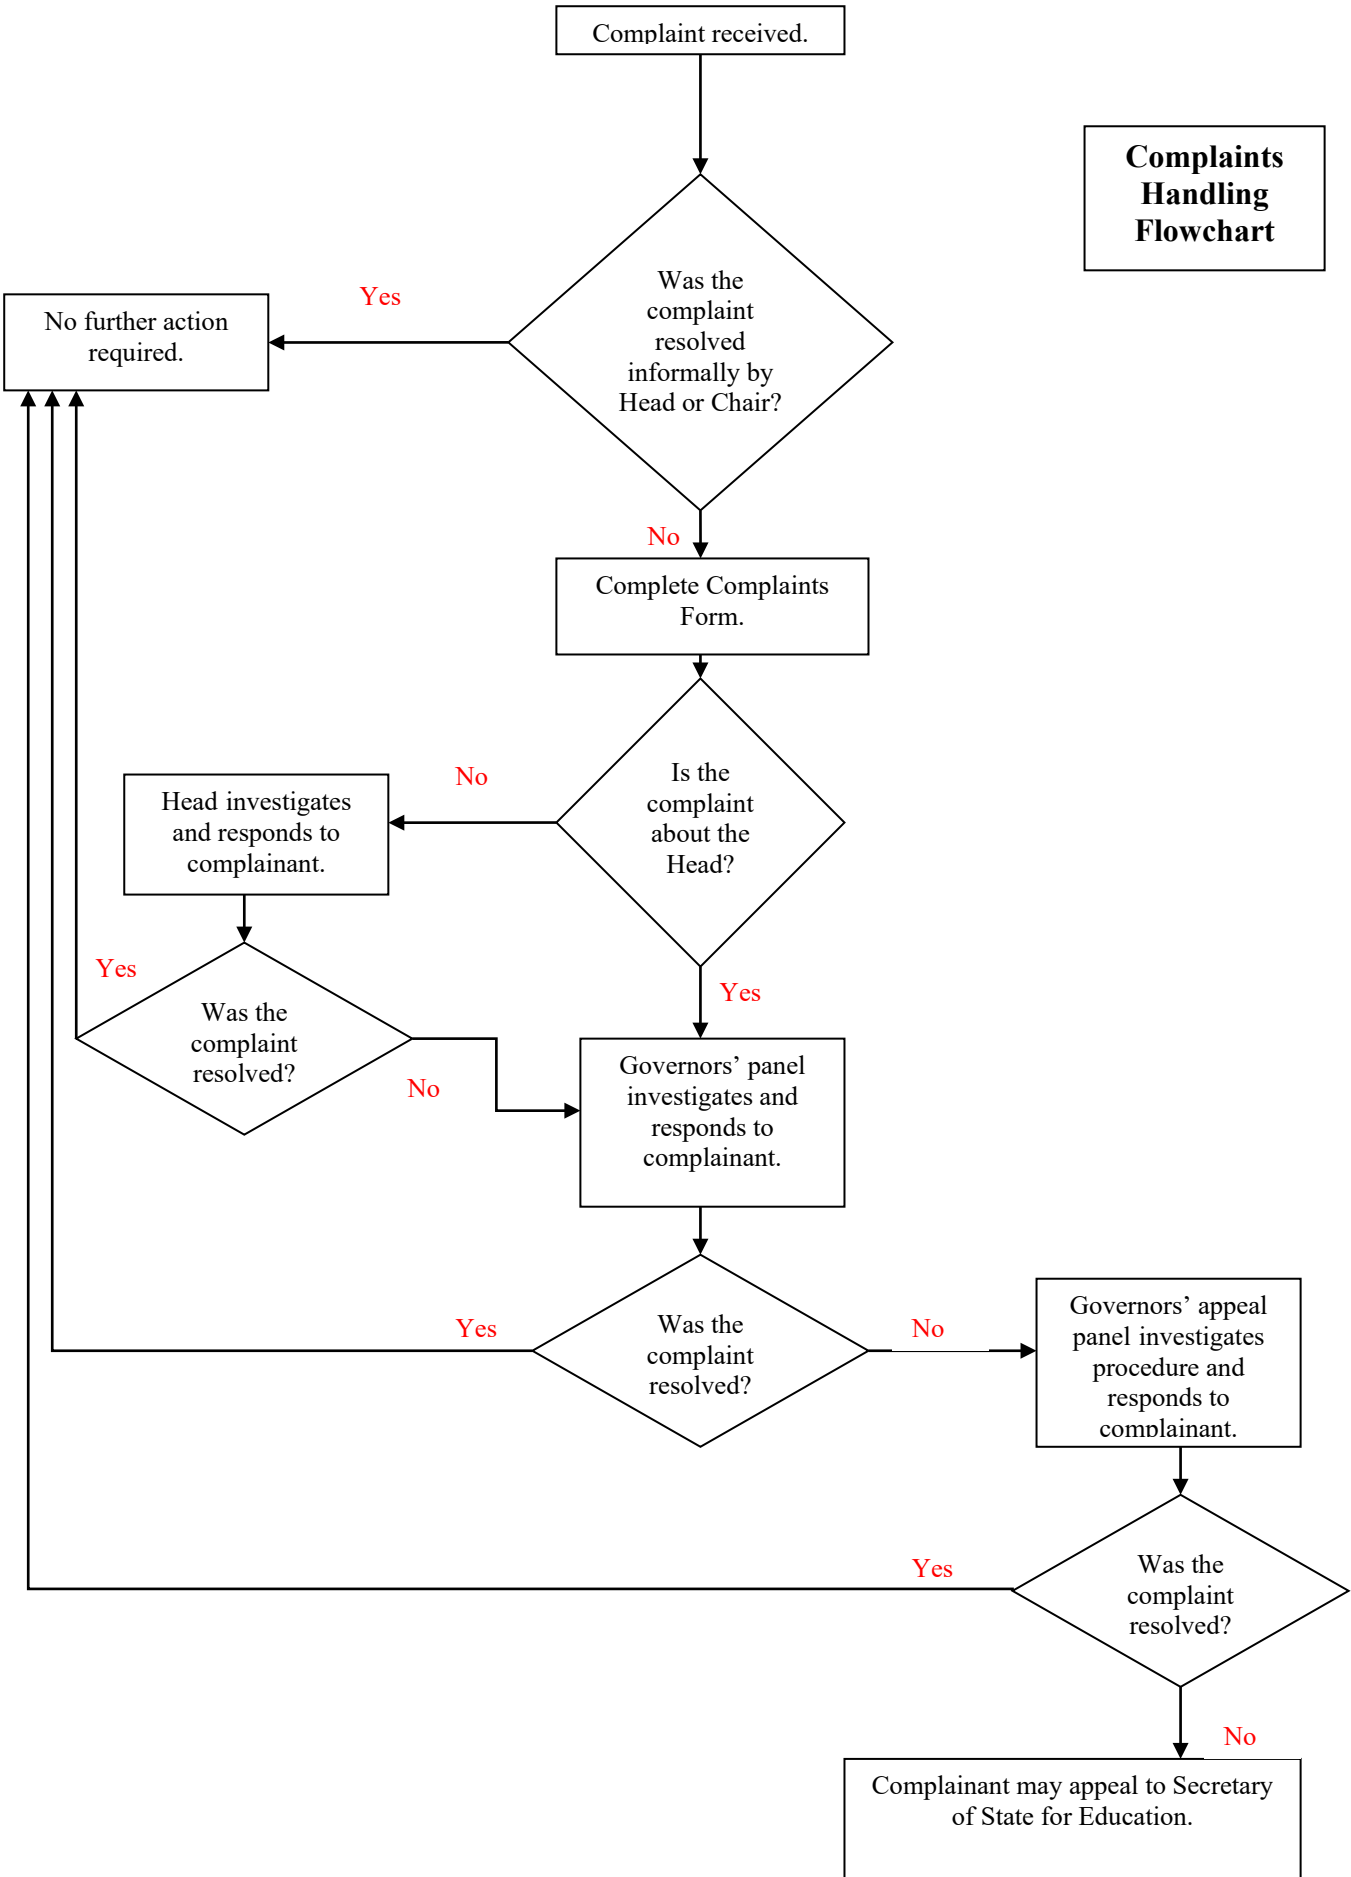 Complaint received.
Complaints
Handling
Flowchart
Was the
complaint
resolved
informally by
Head or Chair?
Yes
No further action
required.
No
Complete Complaints
Form.
Is the
complaint
about the
Head?
No
Head investigates
and responds to
complainant.
Yes
Was the
complaint
resolved?
No
Yes
Governors’ panel
investigates and
responds to
complainant.
Was the
complaint
resolved?
Yes
No
Governors’ appeal
panel investigates
procedure and
responds to
complainant.
Was the
complaint
resolved?
Yes
No
Complainant may appeal to Secretary
of State for Education.